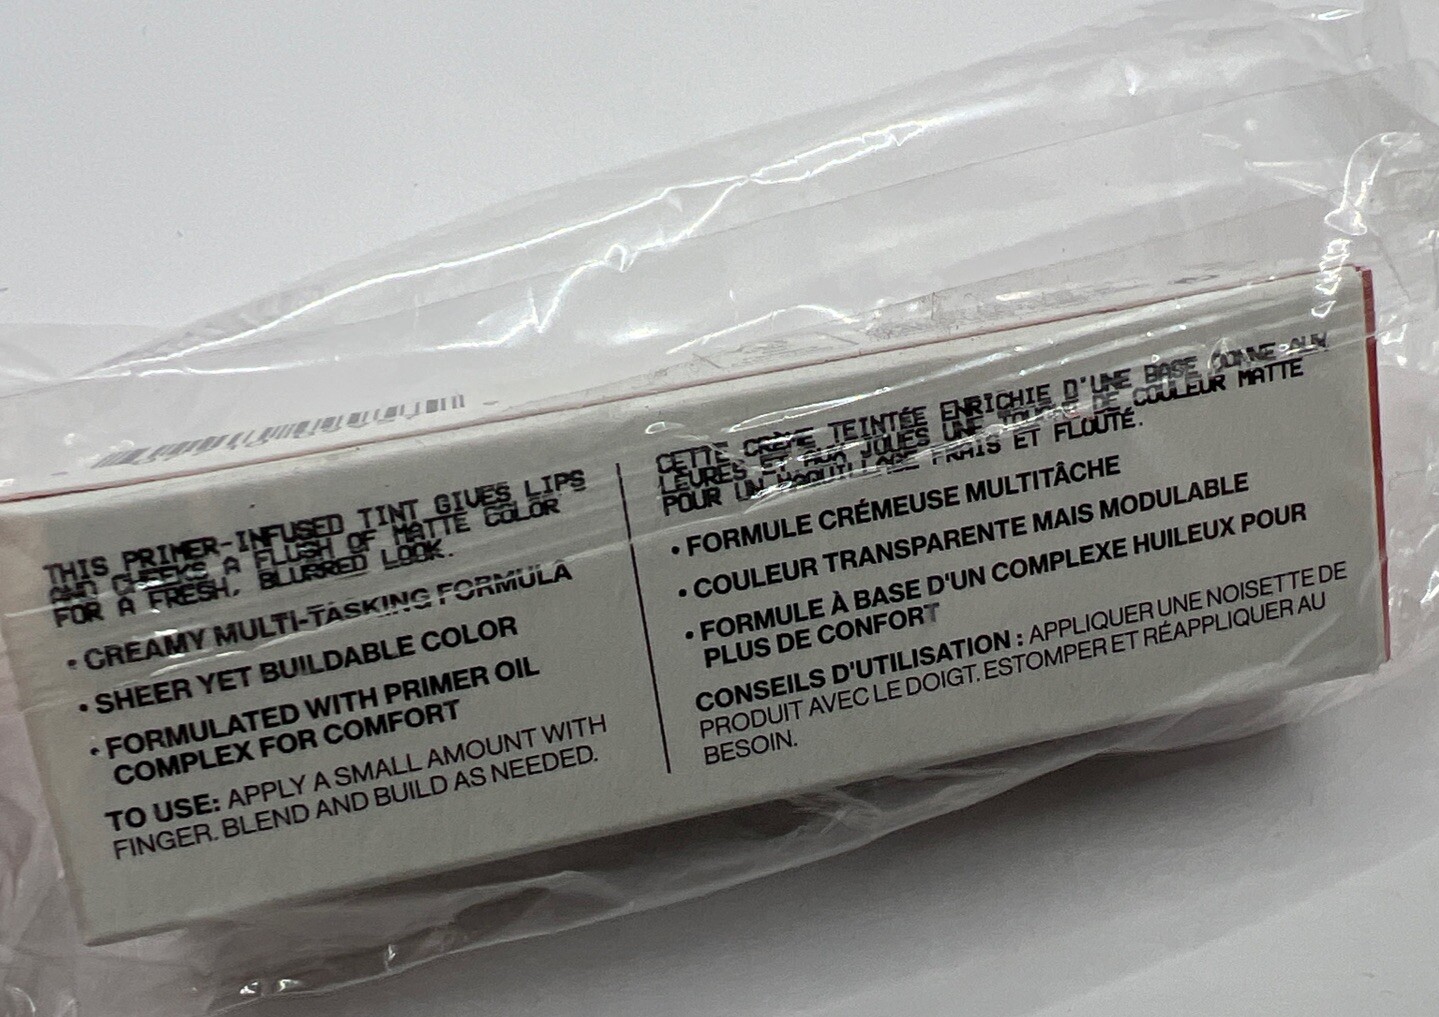 THIS PRIMER-INFUSED TINT GIVES LIPS
AND CHEEKS A FLUSH OF MATTE COLOR
FOR A FRESH, BLURRED LOOK.
• CREAMY MULTI-TASKING FORMULA
• SHEER YET BUILDABLE COLOR
• FORMULATED WITH PRIMER OIL
COMPLEX FOR COMFORT
TO USE: APPLY A SMALL AMOUNT WITH
FINGER. BLEND AND BUILD AS NEEDED.
CETTE CRÈME TEINTÉE ENRICHIE D'UNE BASE DONNE AUX
LÈVRES ET AUX JOUES UNE TOUCHE DE COULEUR MATTE
POUR UN MAQUILLAGE FRAIS ET FLOUTÉ.
• FORMULE CRÉMEUSE MULTITÂCHE
• COULEUR TRANSPARENTE MAIS MODULABLE
• FORMULE À BASE D'UN COMPLEXE HUILEUX POUR
PLUS DE CONFORT
CONSEILS D'UTILISATION : APPLIQUER UNE NOISETTE DE
PRODUIT AVEC LE DOIGT. ESTOMPER ET RÉAPPLIQUER AU
BESOIN.